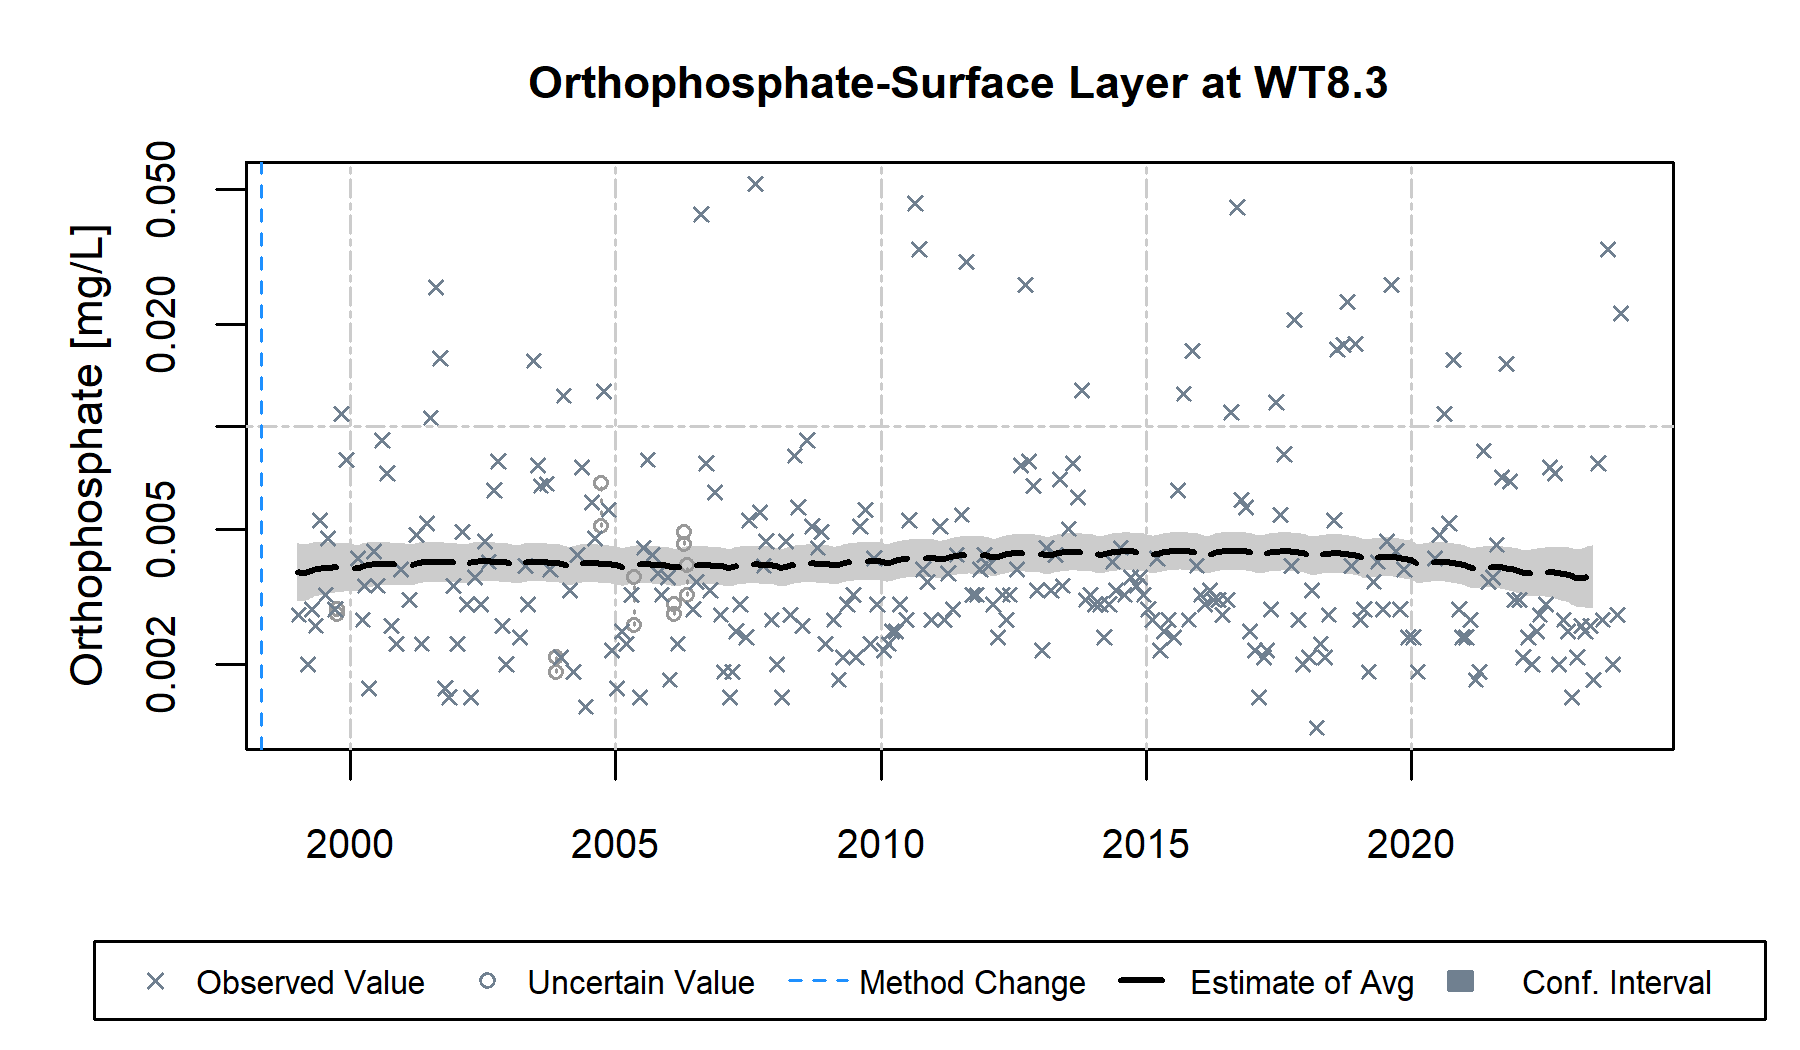 Orthophosphate-Surface Layer at WT8.3
Orthophosphate [mg/L]
0.050
0.020
0.005
0.002
2000 2005 2010 2015 2020
Observed Value Uncertain Value Method Change Estimate of Avg Conf. Interval